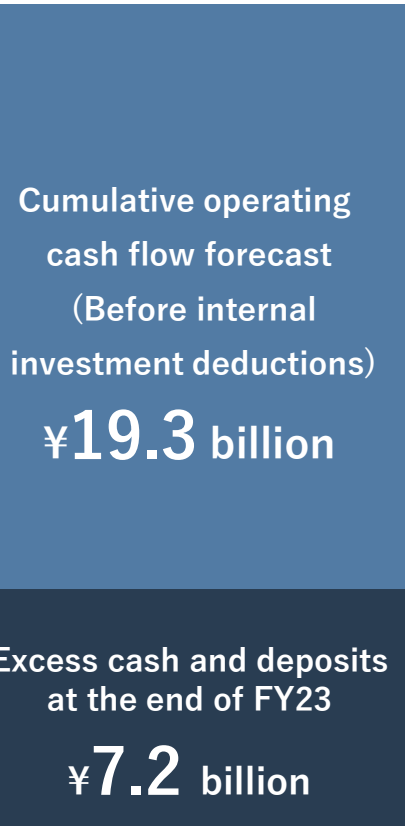 Cumulative operating
cash flow forecast
(Before internal
investment deductions)
¥19.3 billion
Excess cash and deposits
at the end of FY23
¥7.2 billion